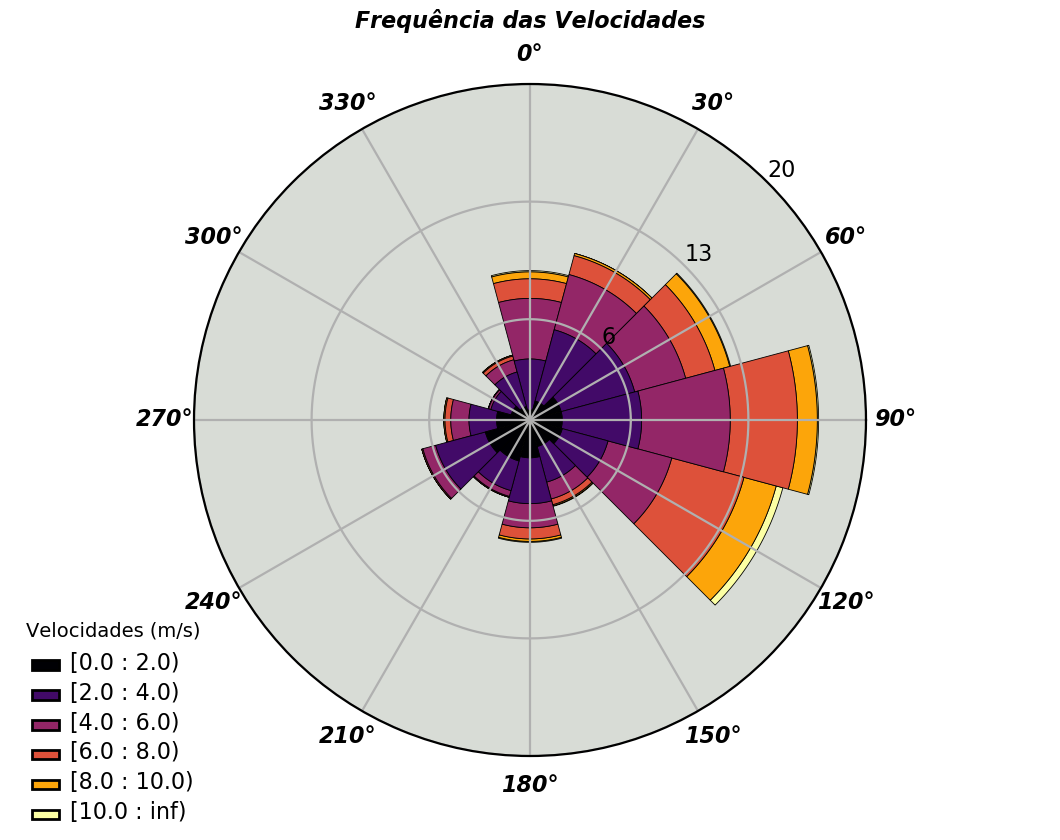 Frequência das Velocidades
0°
330°
30°
20
300°
60°
13
6
270°
90°
240°
120°
210°
150°
180°
Velocidades (m/s)
[0.0 : 2.0)
[2.0 : 4.0)
[4.0 : 6.0)
[6.0 : 8.0)
[8.0 : 10.0)
[10.0 : inf)